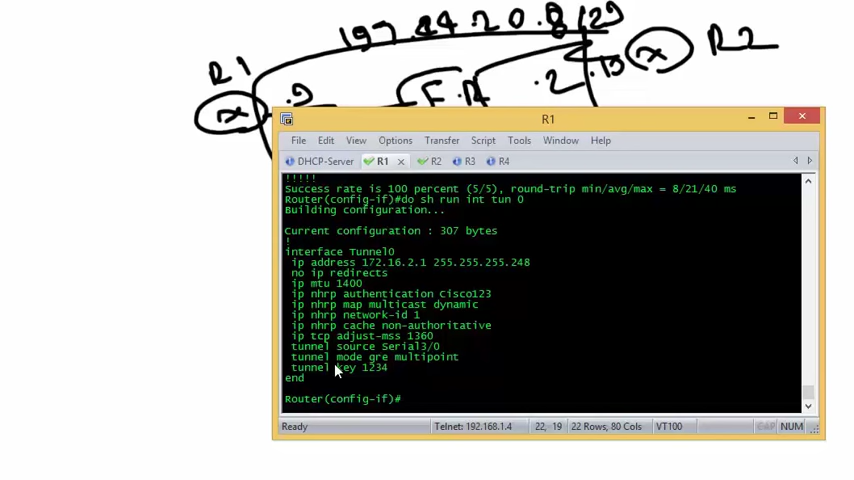 197 44 .20 .8 /29
R2
R1
.9
F.R
.2
R1
File Edit View Options Transfer Script Tools Window Help
DHCP-Server R1 x R2 R3 R4
!!!!!
Success rate is 100 percent (5/5), round-trip min/avg/max = 8/21/40 ms
Router(config-if)#do sh run int tun 0
Building configuration...
Current configuration : 307 bytes
!
interface Tunnel0
ip address 172.16.2.1 255.255.255.248
no ip redirects
ip mtu 1400
ip nhrp authentication Cisco123
ip nhrp map multicast dynamic
ip nhrp network-id 1
ip nhrp cache non-authoritative
ip tcp adjust-mss 1360
tunnel source Serial3/0
tunnel mode gre multipoint
tunnel key 1234
end
Router(config-if)#
Ready Telnet: 192.168.1.4 22, 19 22 Rows, 80 Cols VT100 CAP NUM